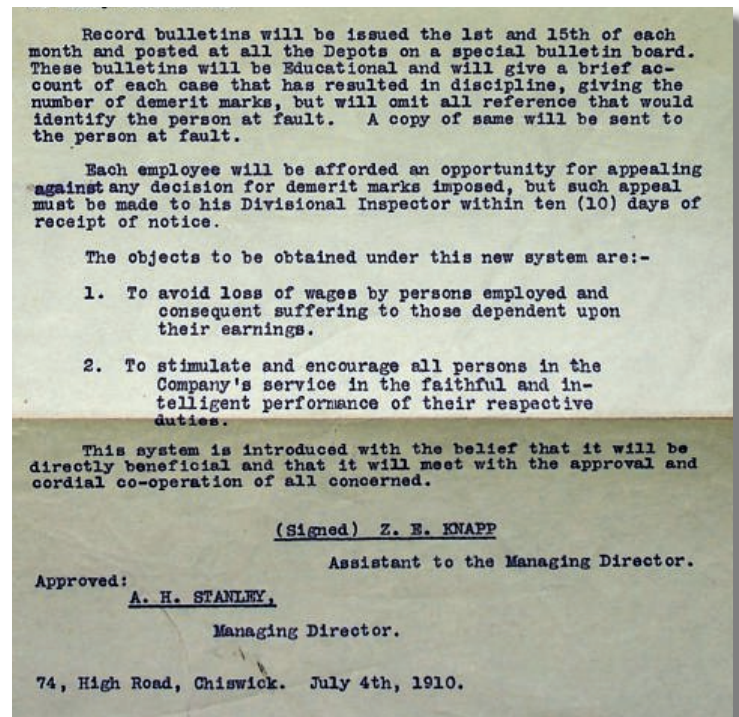 Record bulletins will be issued the 1st and 15th of each
month and posted at all the Depots on a special bulletin board.
These bulletins will be Educational and will give a brief ac-
count of each case that has resulted in discipline, giving the
number of demerit marks, but will omit all reference that would
identify the person at fault. A copy of same will be sent to
the person at fault.
Each employee will be afforded an opportunity for appealing
against any decision for demerit marks imposed, but such appeal
must be made to his Divisional Inspector within ten (10) days of
receipt of notice.
The objects to be obtained under this new system are:-
1. To avoid loss of wages by persons employed and
consequent suffering to those dependent upon
their earnings.
2. To stimulate and encourage all persons in the
Company's service in the faithful and in-
telligent performance of their respective
duties.
This system is introduced with the belief that it will be
directly beneficial and that it will meet with the approval and
cordial co-operation of all concerned.
(Signed) Z. E. KNAPP
Assistant to the Managing Director.
Approved:
A. H. STANLEY,
Managing Director.
74, High Road, Chiswick. July 4th, 1910.